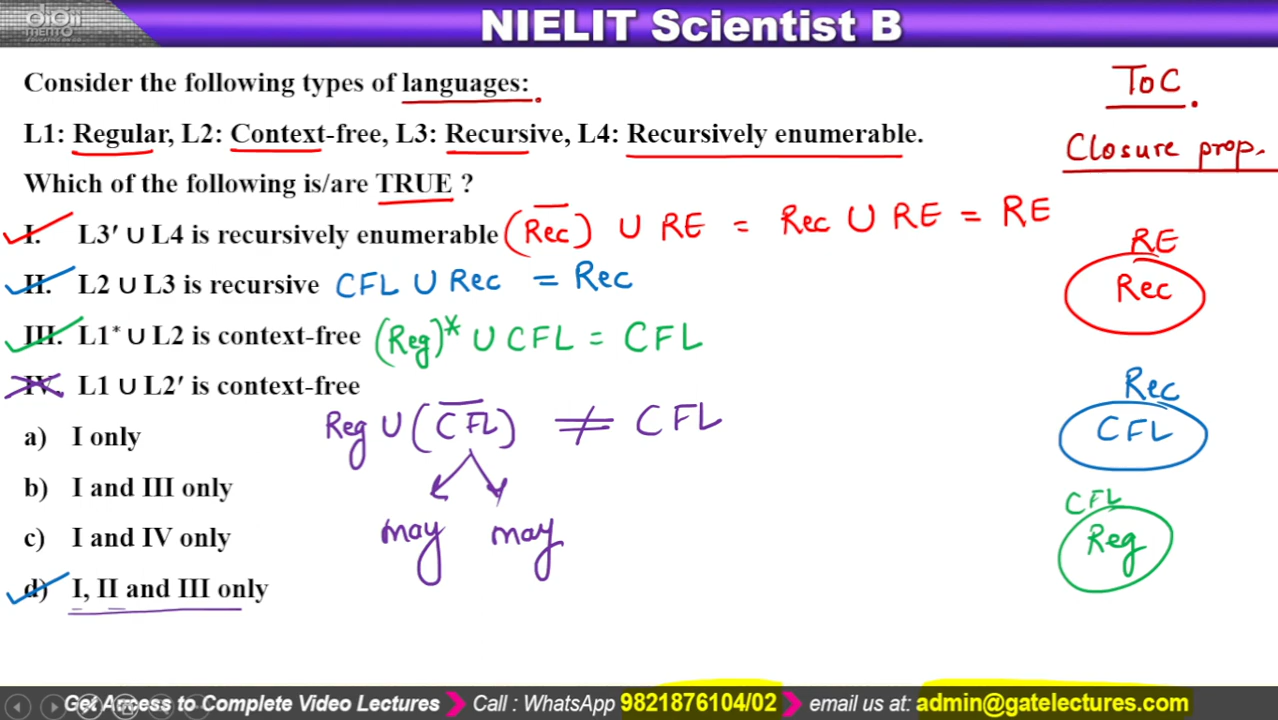 digii
mento
EDUCATION CO.
NIELIT Scientist B
Consider the following types of languages:
ToC
L1: Regular, L2: Context-free, L3: Recursive, L4: Recursively enumerable.
Closure prop.
Which of the following is/are TRUE ?
I. L3′ ∪ L4 is recursively enumerable (Rec) ∪ RE = Rec ∪ RE = RE
RE
Rec
II. L2 ∪ L3 is recursive CFL ∪ Rec = Rec
III. L1* ∪ L2 is context-free (Reg)* ∪ CFL = CFL
IV. L1 ∪ L2′ is context-free
Rec
CFL
Reg ∪ (CFL) ≠ CFL
a) I only
b) I and III only
CFL
Reg
c) I and IV only
may may
d) I, II and III only
Get Access to Complete Video Lectures Call : WhatsApp 9821876104/02 email us at: admin@gatelectures.com